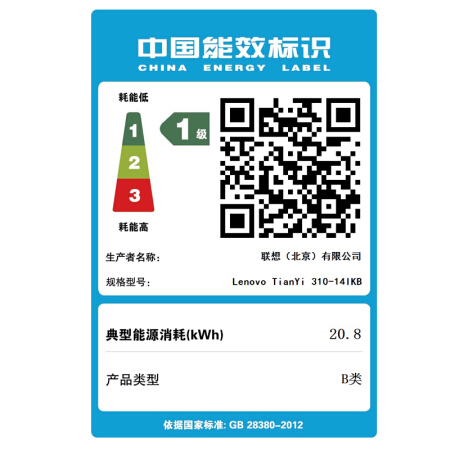 中国能效标识
CHINA ENERGY LABEL
耗能低
1
2
3
耗能高
1级
生产者名称： 联想（北京）有限公司
规格型号： Lenovo TianYi 310-14IKB
典型能源消耗(kWh) 20.8
产品类型 B类
依据国家标准: GB 28380-2012